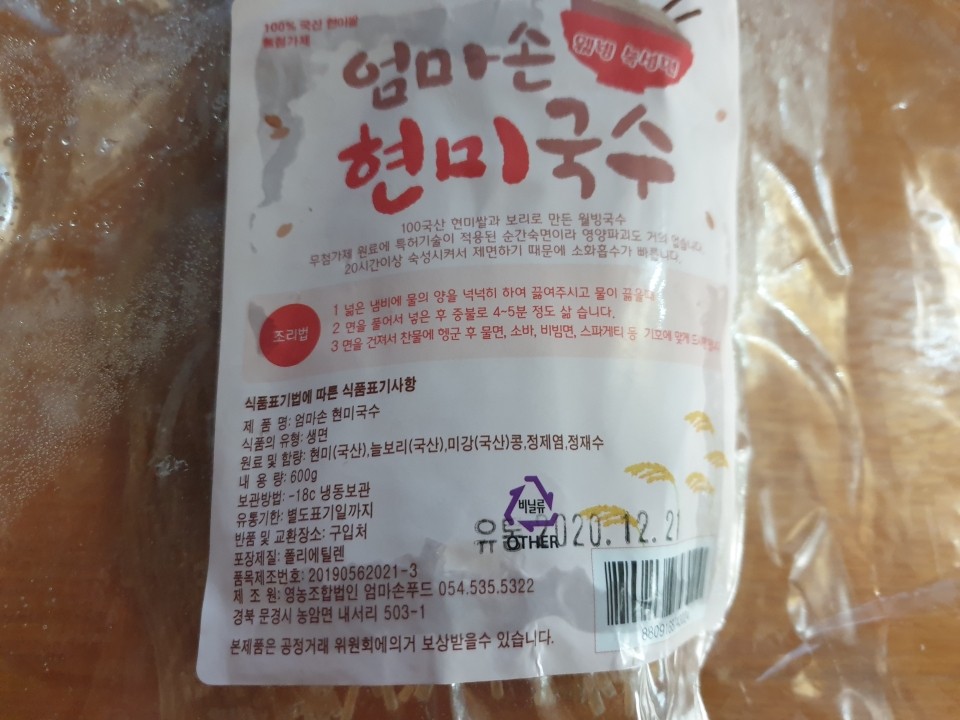 100% 국산 현미쌀
無첨가제
엄마손
현미국수
웰빙
100국산 현미쌀과 보리로 만든 월빙국수
무첨가제 원료에 특허기술이 적용된 순간숙면이라 영양파괴도 거의 없습니다.
20시간이상 숙성시켜서 제면하기 때문에 소화흡수가 빠릅니다.
조리법
1 넓은 냄비에 물의 양을 넉넉히 하여 끓여주시고 물이 끓을때
2 면을 풀어서 넣은 후 중불로 4~5분 정도 삶 습니다.
3 면을 건져서 찬물에 헹군 후 물면, 소바, 비빔면, 스파게티 등 기호에 맞게
식품표기법에 따른 식품표기사항
제 품 명: 엄마손 현미국수
식품의 유형: 생면
원료 및 함량: 현미(국산),늘보리(국산),미강(국산)콩,정제염,정재수
내 용 량: 600g
보관방법: -18c 냉동보관
유통기한: 별도표기일까지
반품 및 교환장소: 구입처
포장제질: 폴리에틸렌
품목제조번호: 20190562021-3
제 조 원: 영농조합법인 엄마손푸드 054.535.5322
경북 문경시 농암면 내서리 503-1
본제품은 공정거래 위원회에의거 보상받을수 있습니다.
비닐류
OTHER
유통 2020.12.21